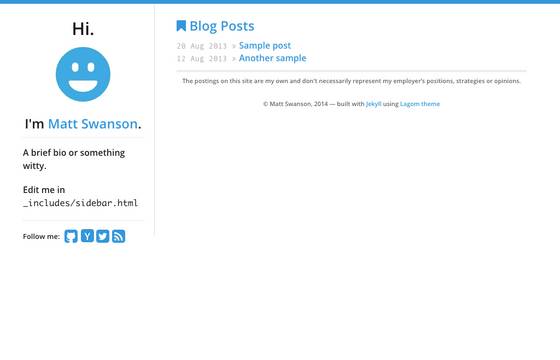 Hi.
I'm Matt Swanson.
A brief bio or something
witty.
Edit me in
_includes/sidebar.html
Follow me:
Blog Posts
20 Aug 2013 » Sample post
12 Aug 2013 » Another sample
The postings on this site are my own and don't necessarily represent my employer's positions, strategies or opinions.
© Matt Swanson, 2014 — built with Jekyll using Lagom theme